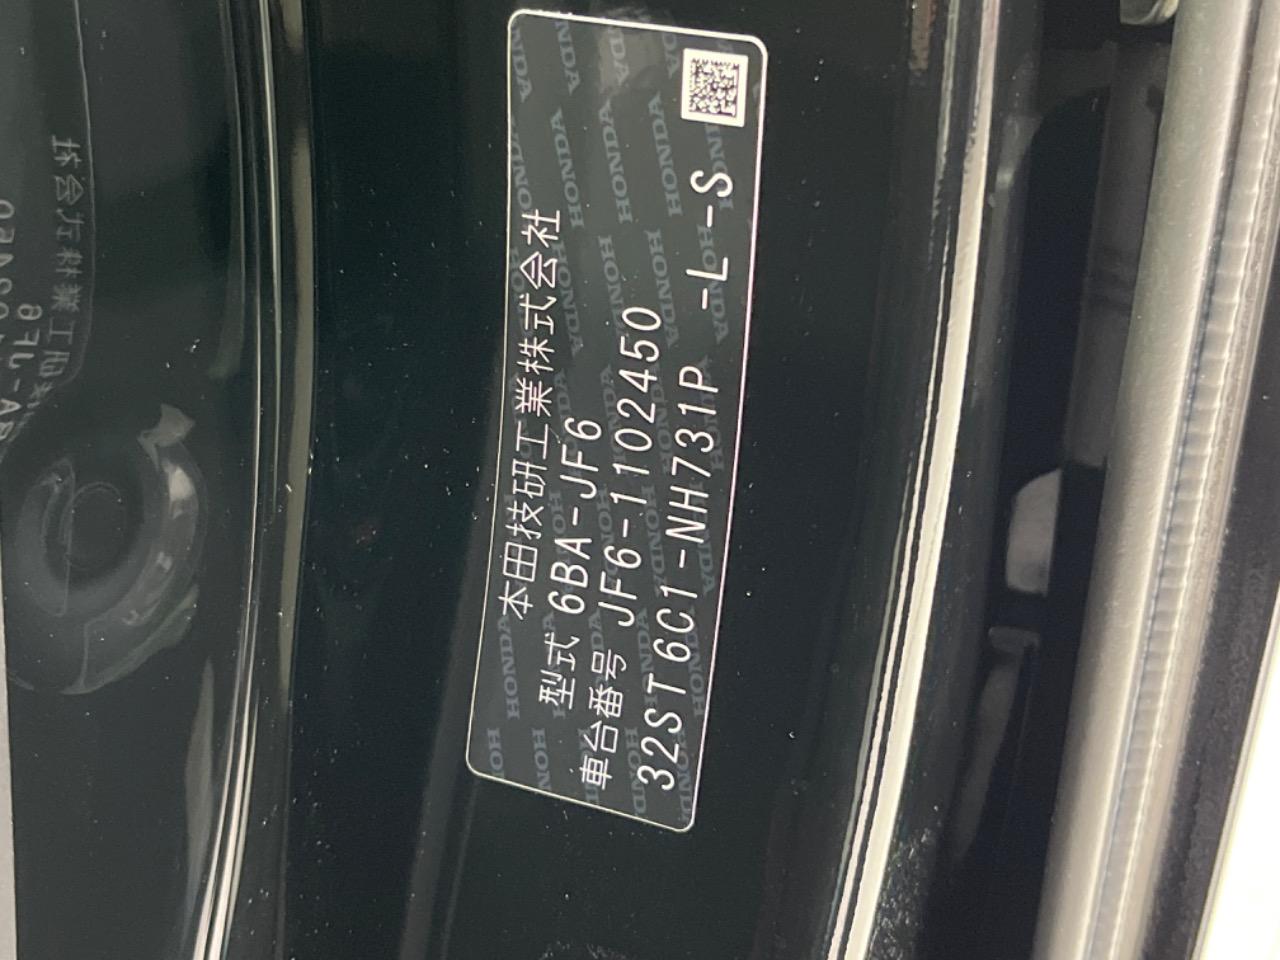 本田技研工業株式会社
型式 6BA-JF6
車台番号 JF6-1102450
32ST6C1-NH731P -L-S